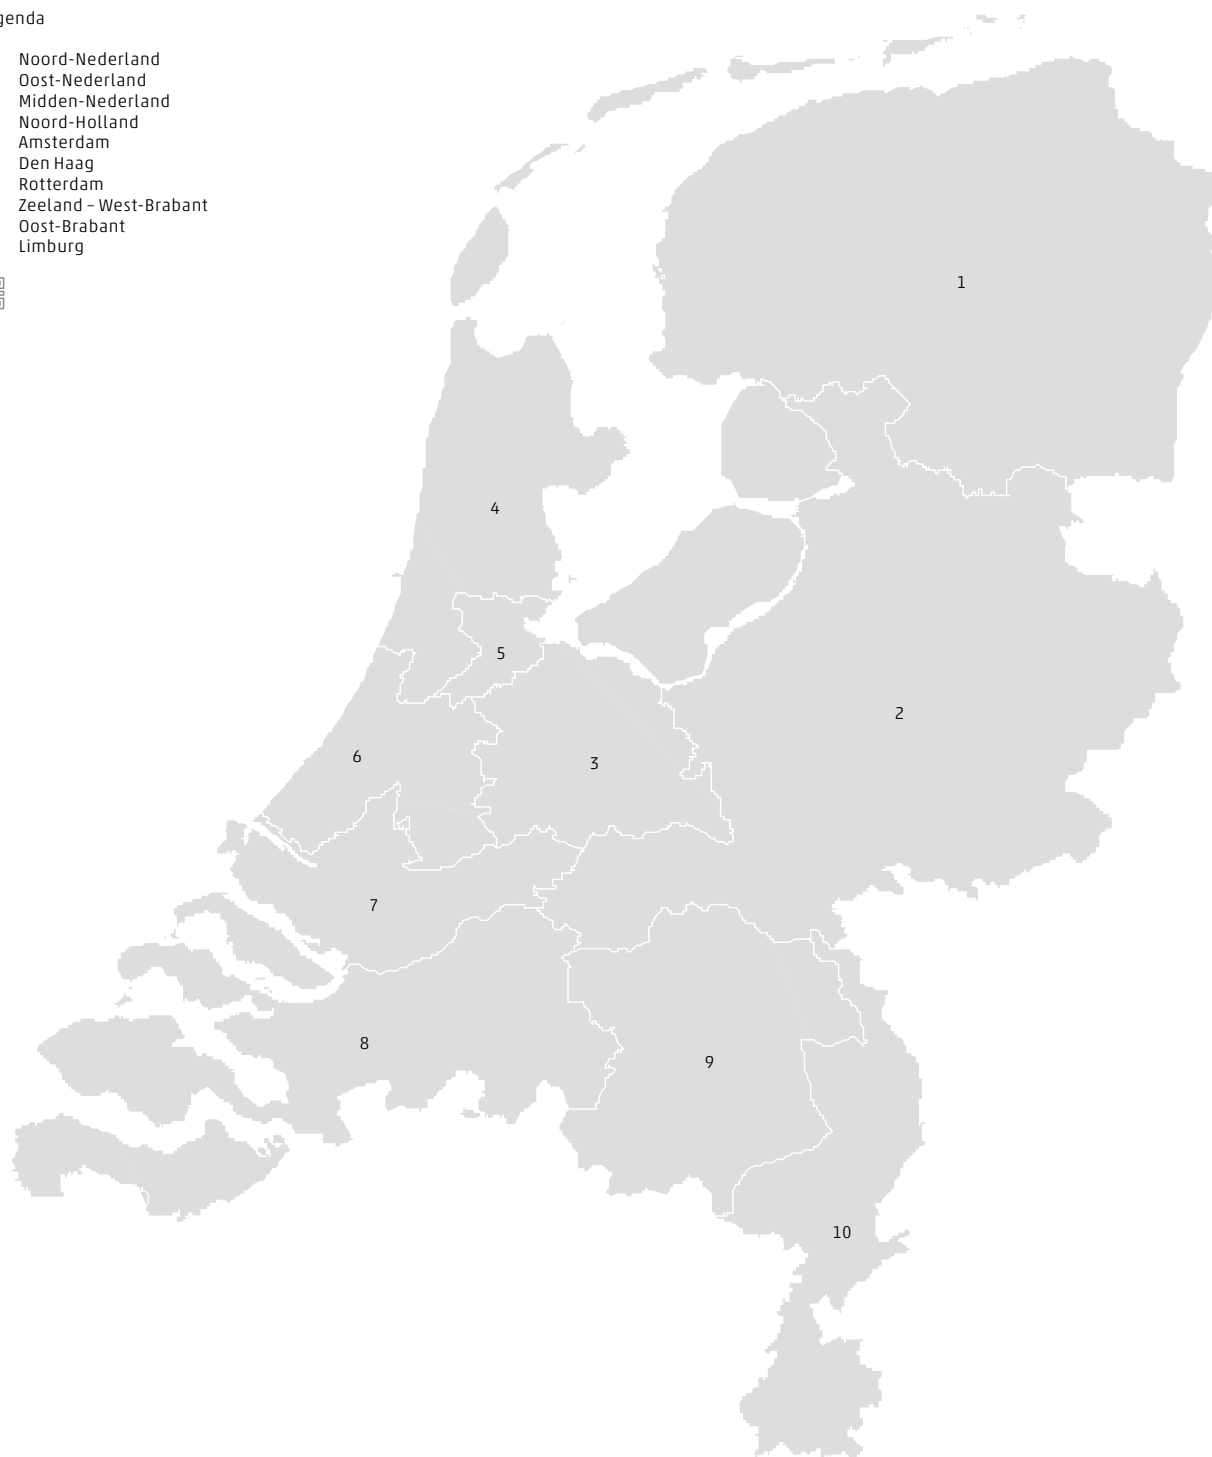 genda
Noord-Nederland
Oost-Nederland
Midden-Nederland
Noord-Holland
Amsterdam
Den Haag
Rotterdam
Zeeland – West-Brabant
Oost-Brabant
Limburg
1
4
5
2
6
3
7
8
9
10